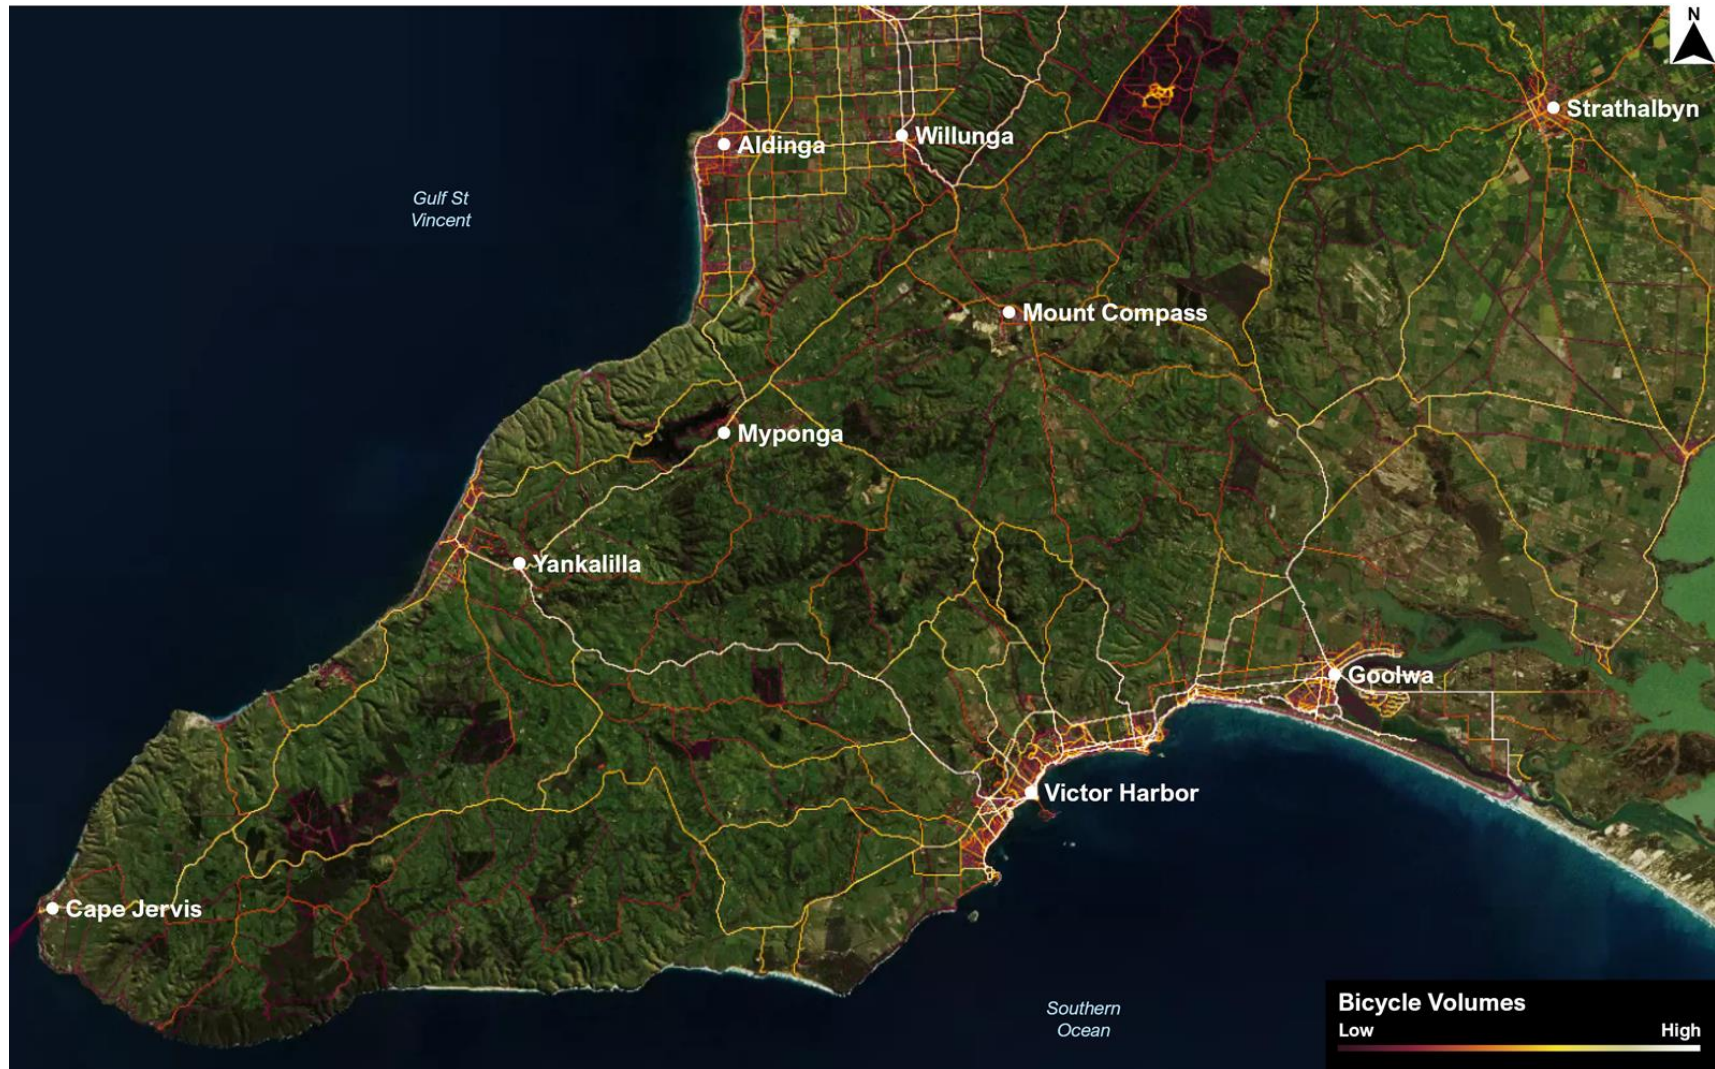 N
Strathalbyn
Willunga
Aldinga
Gulf St
Vincent
Mount Compass
Myponga
Yankalilla
Goolwa
Victor Harbor
Cape Jervis
Southern
Ocean
Bicycle Volumes
Low High